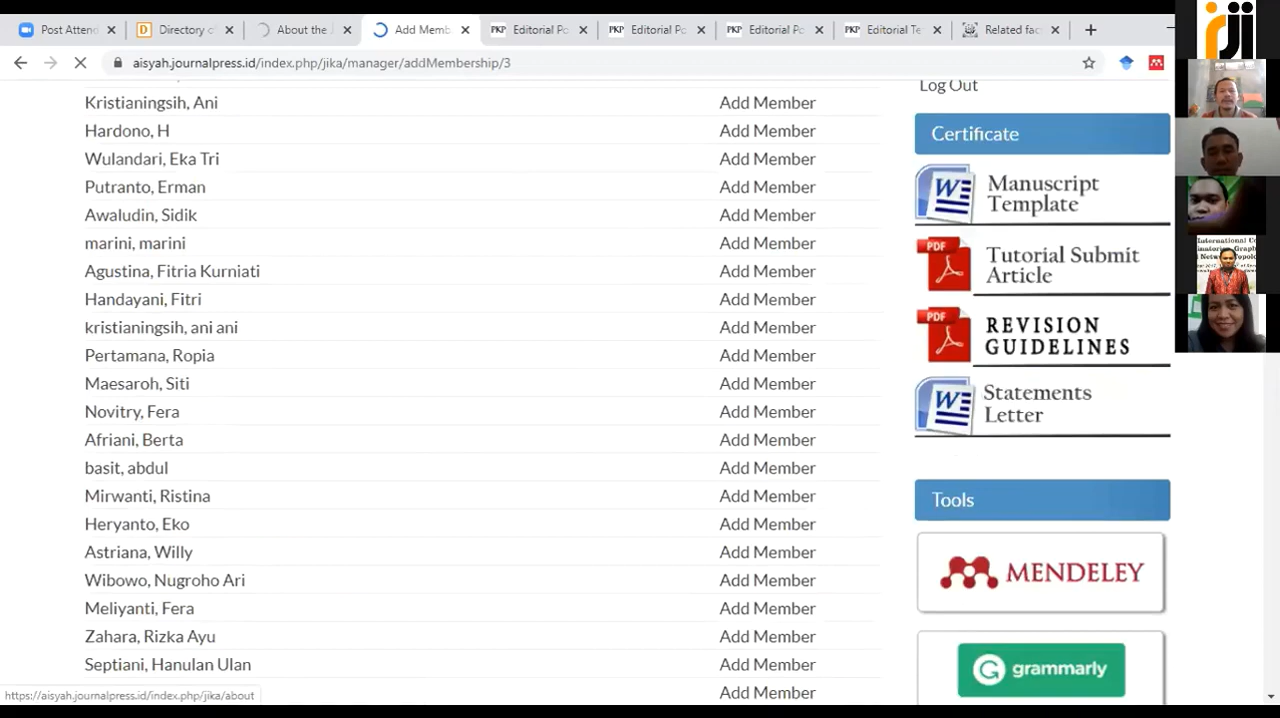 Post Atten
Directory o
About the J
Add Memb
Editorial Po
Editorial Po
Editorial Po
Editorial Te
Related fac
aisyah.journalpress.id/index.php/jika/manager/addMembership/3
Kristianingsih, Ani Add Member
Hardono, H Add Member
Wulandari, Eka Tri Add Member
Putranto, Erman Add Member
Awaludin, Sidik Add Member
marini, marini Add Member
Agustina, Fitria Kurniati Add Member
Handayani, Fitri Add Member
kristianingsih, ani ani Add Member
Pertamana, Ropia Add Member
Maesaroh, Siti Add Member
Novitry, Fera Add Member
Afriani, Berta Add Member
basit, abdul Add Member
Mirwanti, Ristina Add Member
Heryanto, Eko Add Member
Astriana, Willy Add Member
Wibowo, Nugroho Ari Add Member
Meliyanti, Fera Add Member
Zahara, Rizka Ayu Add Member
Septiani, Hanulan Ulan Add Member
Add Member
https://aisyah.journalpress.id/index.php/jika/about
Log Out
Certificate
Manuscript
Template
PDF
Tutorial Submit
Article
PDF
REVISION
GUIDELINES
Statements
Letter
Tools
MENDELEY
grammarly
rji
International Co